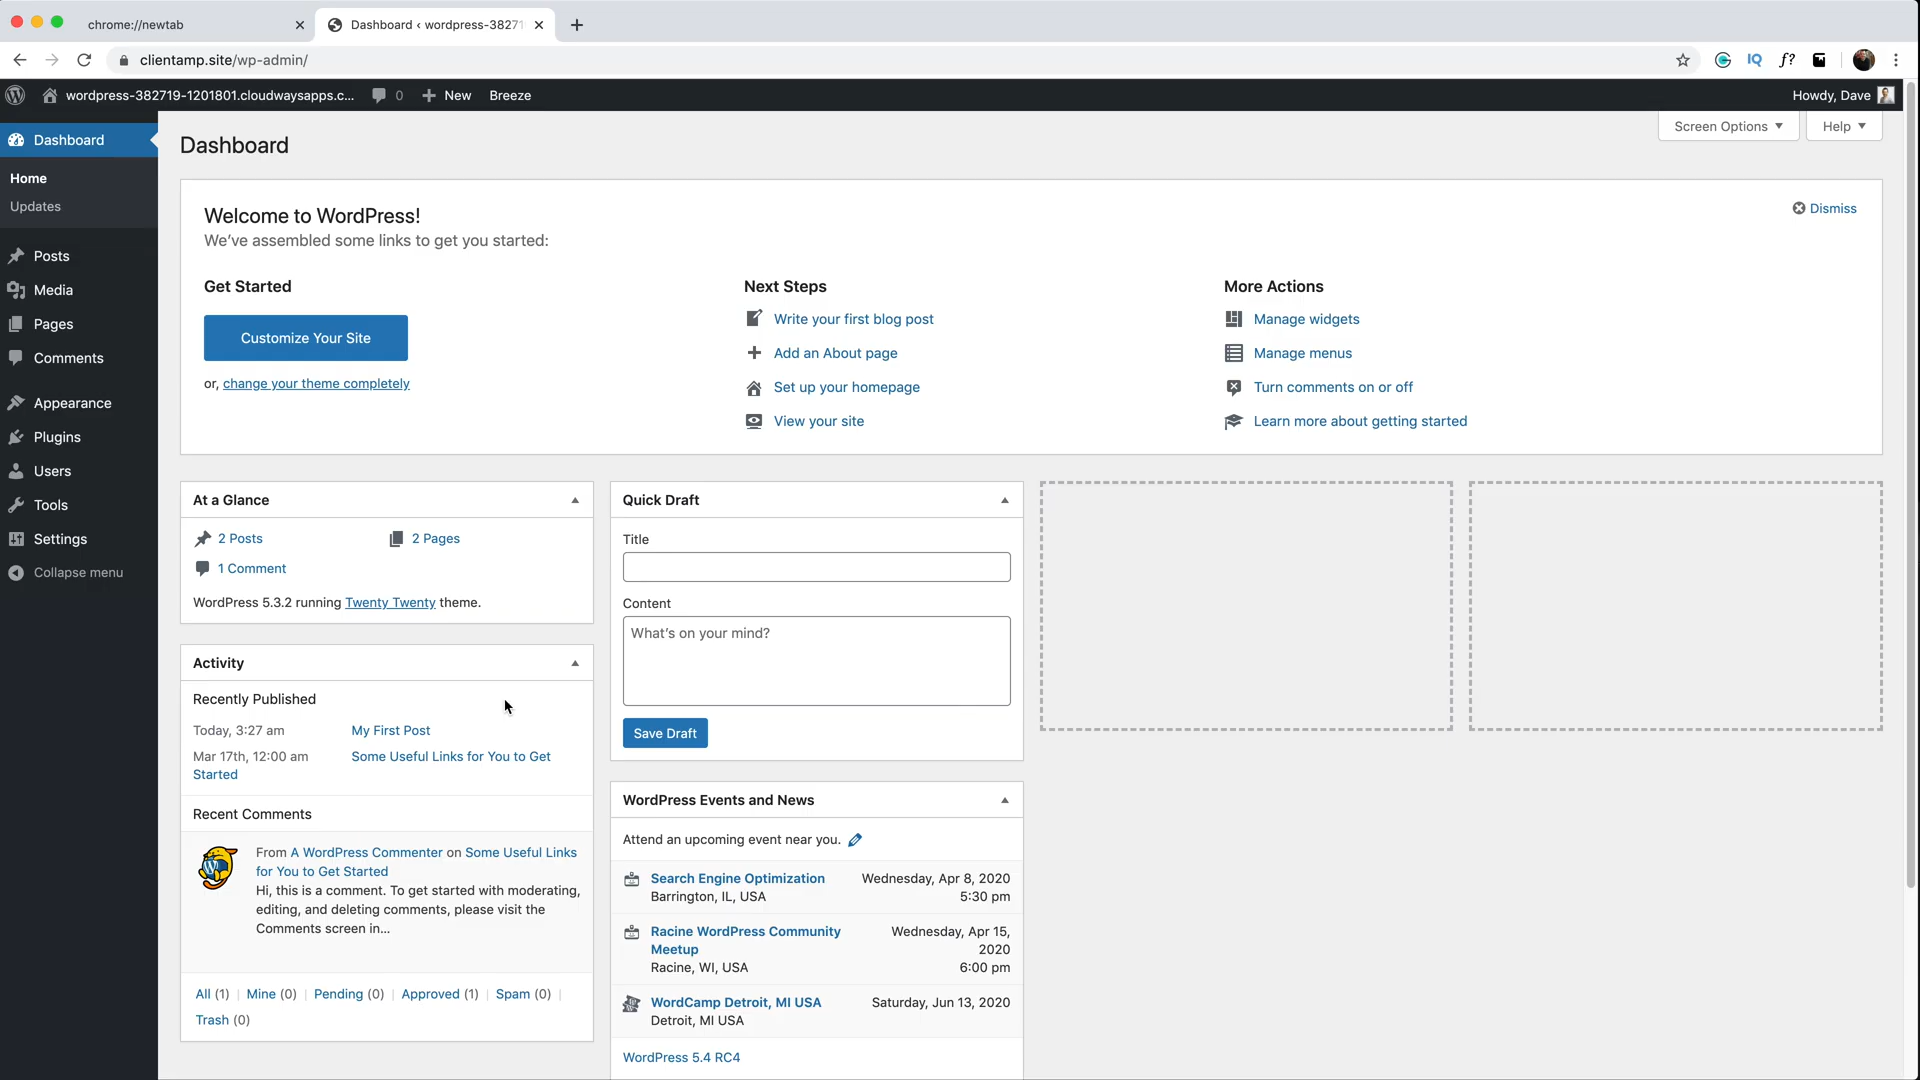 chrome://newtab
Dashboard ‹ wordpress-38271
clientamp.site/wp-admin/
IQ
f?
wordpress-382719-1201801.cloudwaysapps.c...
0
New
Breeze
Howdy, Dave
Dashboard
Home
Updates
Posts
Media
Pages
Comments
Appearance
Plugins
Users
Tools
Settings
Collapse menu
Dashboard
Screen Options
Help
Welcome to WordPress!
We've assembled some links to get you started:
Dismiss
Get Started
Customize Your Site
or, change your theme completely
Next Steps
Write your first blog post
Add an About page
Set up your homepage
View your site
More Actions
Manage widgets
Manage menus
Turn comments on or off
Learn more about getting started
At a Glance
2 Posts
2 Pages
1 Comment
WordPress 5.3.2 running Twenty Twenty theme.
Activity
Recently Published
Today, 3:27 am
My First Post
Mar 17th, 12:00 am
Some Useful Links for You to Get
Started
Recent Comments
From A WordPress Commenter on Some Useful Links
for You to Get Started
Hi, this is a comment. To get started with moderating,
editing, and deleting comments, please visit the
Comments screen in...
All (1) | Mine (0) | Pending (0) | Approved (1) | Spam (0) |
Trash (0)
Quick Draft
Title
Content
What's on your mind?
Save Draft
WordPress Events and News
Attend an upcoming event near you.
Search Engine Optimization
Barrington, IL, USA
Wednesday, Apr 8, 2020
5:30 pm
Racine WordPress Community
Meetup
Racine, WI, USA
Wednesday, Apr 15,
2020
6:00 pm
WordCamp Detroit, MI USA
Detroit, MI USA
Saturday, Jun 13, 2020
WordPress 5.4 RC4